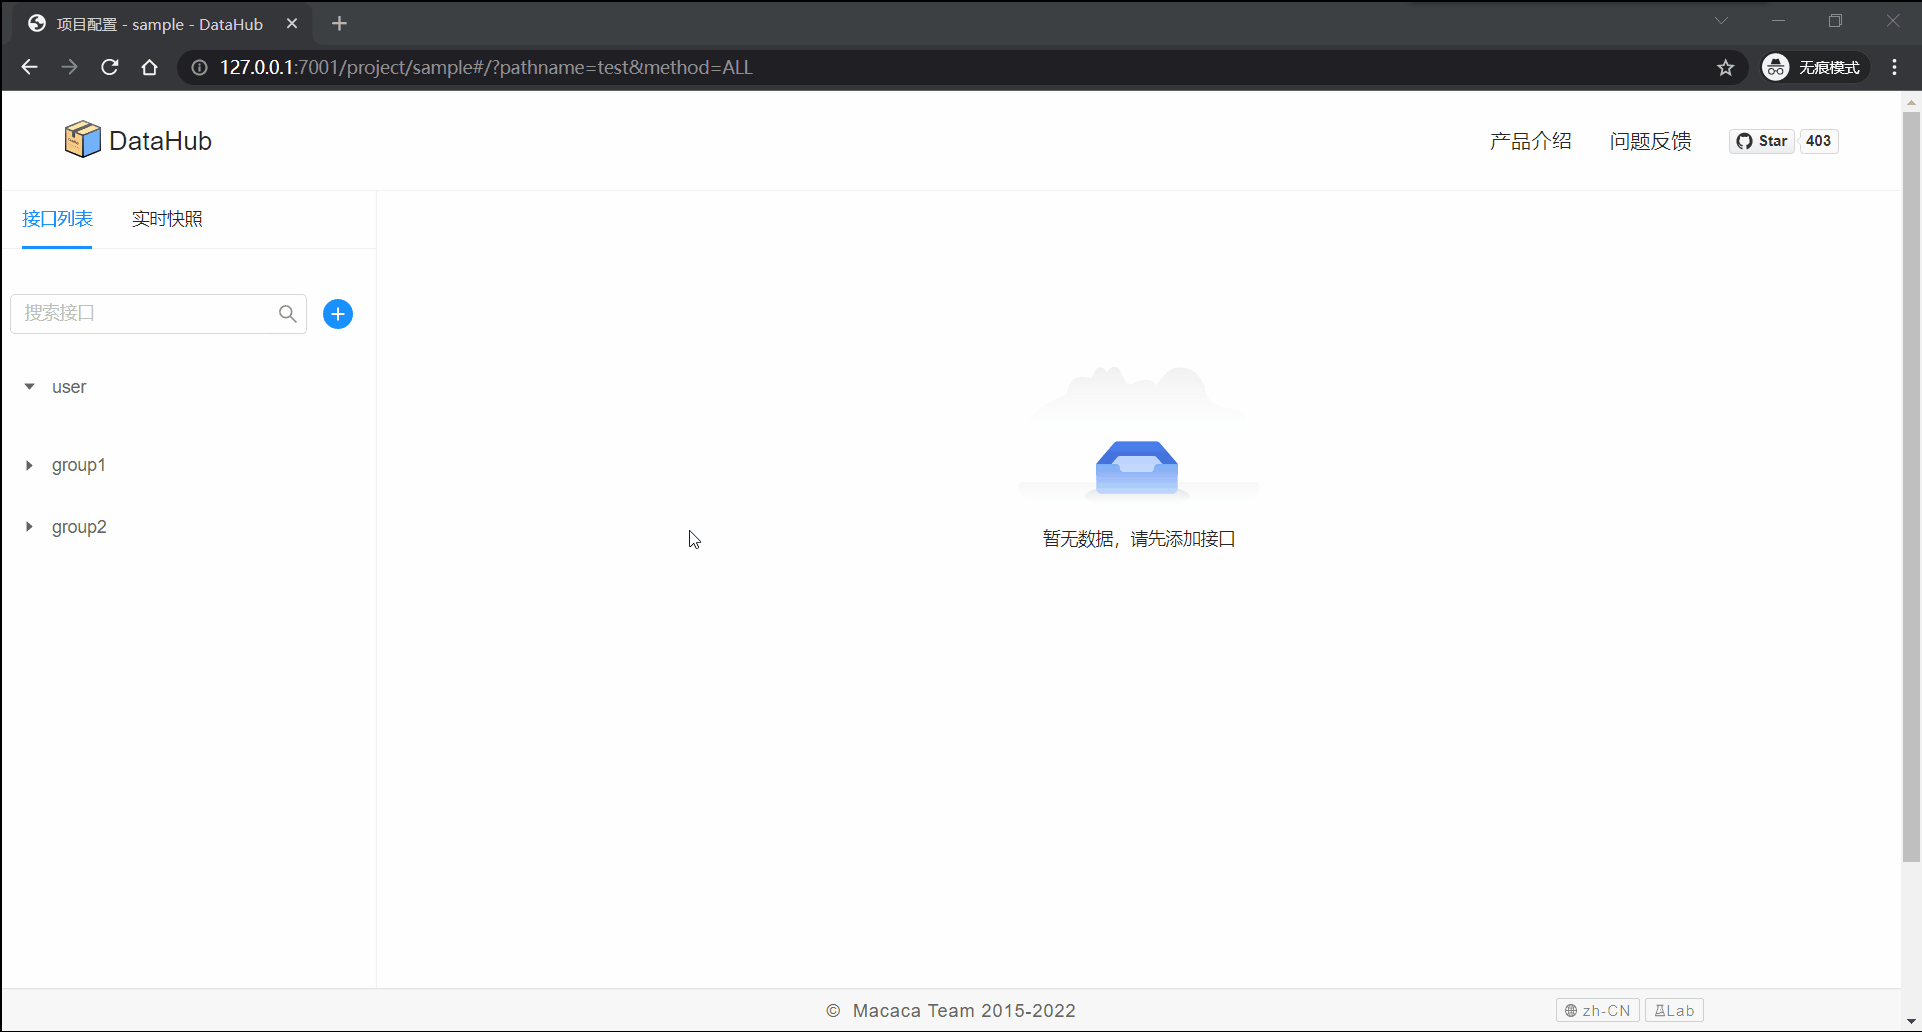 项目配置 - sample - DataHub
127.0.0.1:7001/project/sample#/?pathname=test&method=ALL
无痕模式
DataHub
产品介绍
问题反馈
Star
403
接口列表
实时快照
搜索接口
user
group1
group2
暂无数据，请先添加接口
© Macaca Team 2015-2022
zh-CN
Lab